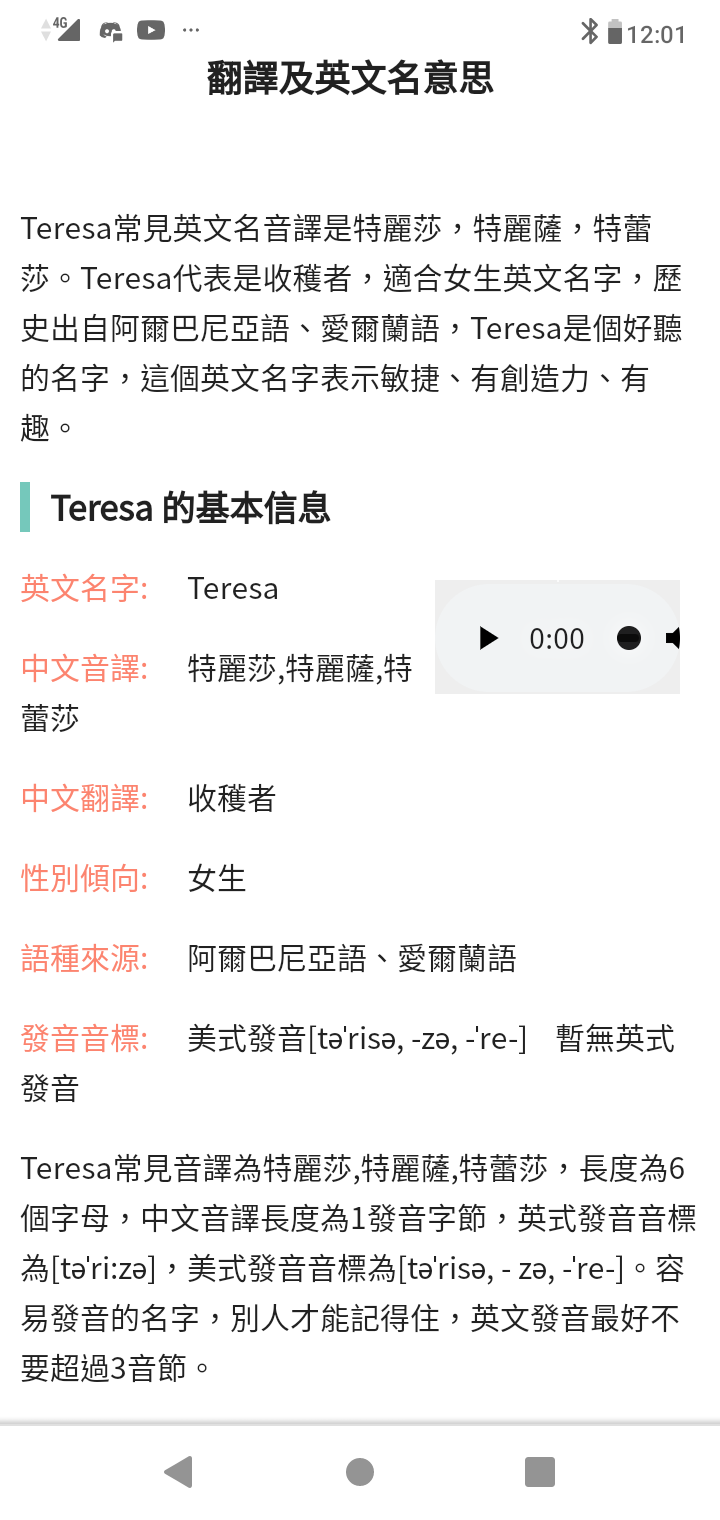 4G
12:01
翻譯及英文名意思
Teresa常見英文名音譯是特麗莎，特麗薩，特蕾
莎。Teresa代表是收穫者，適合女生英文名字，歷
史出自阿爾巴尼亞語、愛爾蘭語，Teresa是個好聽
的名字，這個英文名字表示敏捷、有創造力、有
趣。
Teresa 的基本信息
英文名字: Teresa
0:00
中文音譯: 特麗莎,特麗薩,特
蕾莎
中文翻譯: 收穫者
性別傾向: 女生
語種來源: 阿爾巴尼亞語、愛爾蘭語
發音音標: 美式發音[tə'risə, -zə, -'re-] 暫無英式
發音
Teresa常見音譯為特麗莎,特麗薩,特蕾莎，長度為6
個字母，中文音譯長度為1發音字節，英式發音音標
為[tə'ri:zə]，美式發音音標為[tə'risə, - zə, -'re-]。容
易發音的名字，別人才能記得住，英文發音最好不
要超過3音節。